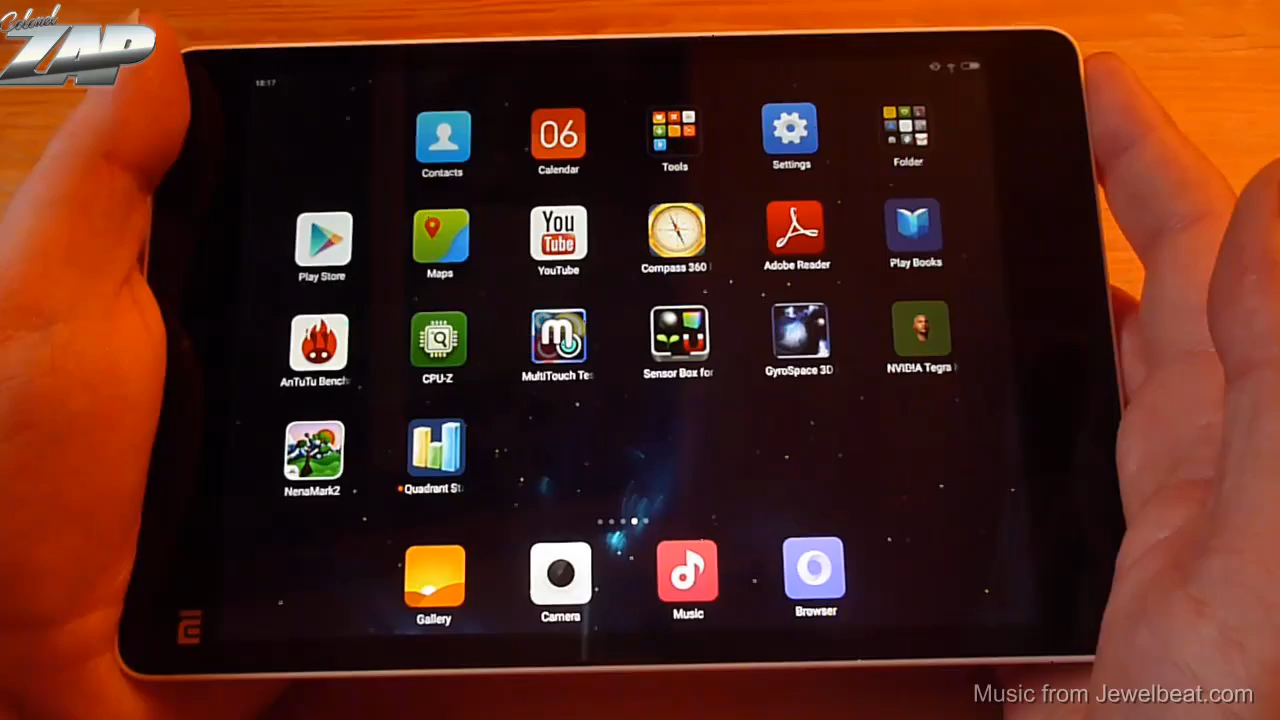 Colonel
ZAP
18:17
Contacts
06
Calendar
Tools
Settings
Folder
Play Store
Maps
You
Tube
YouTube
Compass 360
Adobe Reader
Play Books
AnTuTu Bench
CPU-Z
m
MultiTouch Tes
Sensor Box for
GyroSpace 3D
NVIDIA Tegra
NenaMark2
Quadrant St
Gallery
Camera
Music
Browser
mi
Music from Jewelbeat.com